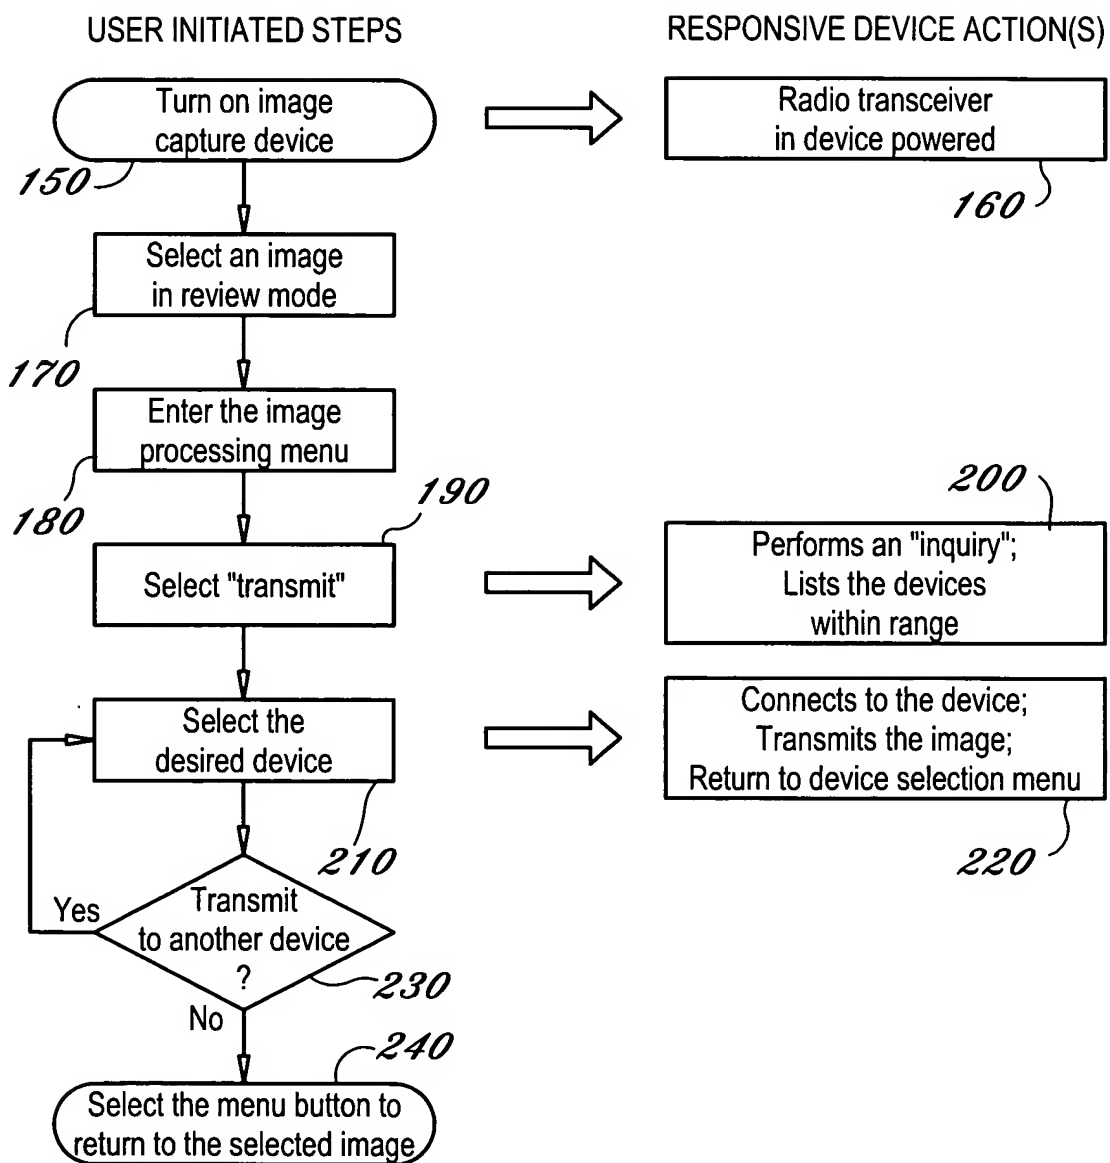 USER INITIATED STEPS
RESPONSIVE DEVICE ACTION(S)
Turn on image
capture device
150
Radio transceiver
in device powered
160
Select an image
in review mode
170
Enter the image
processing menu
180
190
Select "transmit"
200
Performs an "inquiry";
Lists the devices
within range
Select the
desired device
210
Connects to the device;
Transmits the image;
Return to device selection menu
220
Yes
Transmit
to another device
?
230
No
240
Select the menu button to
return to the selected image